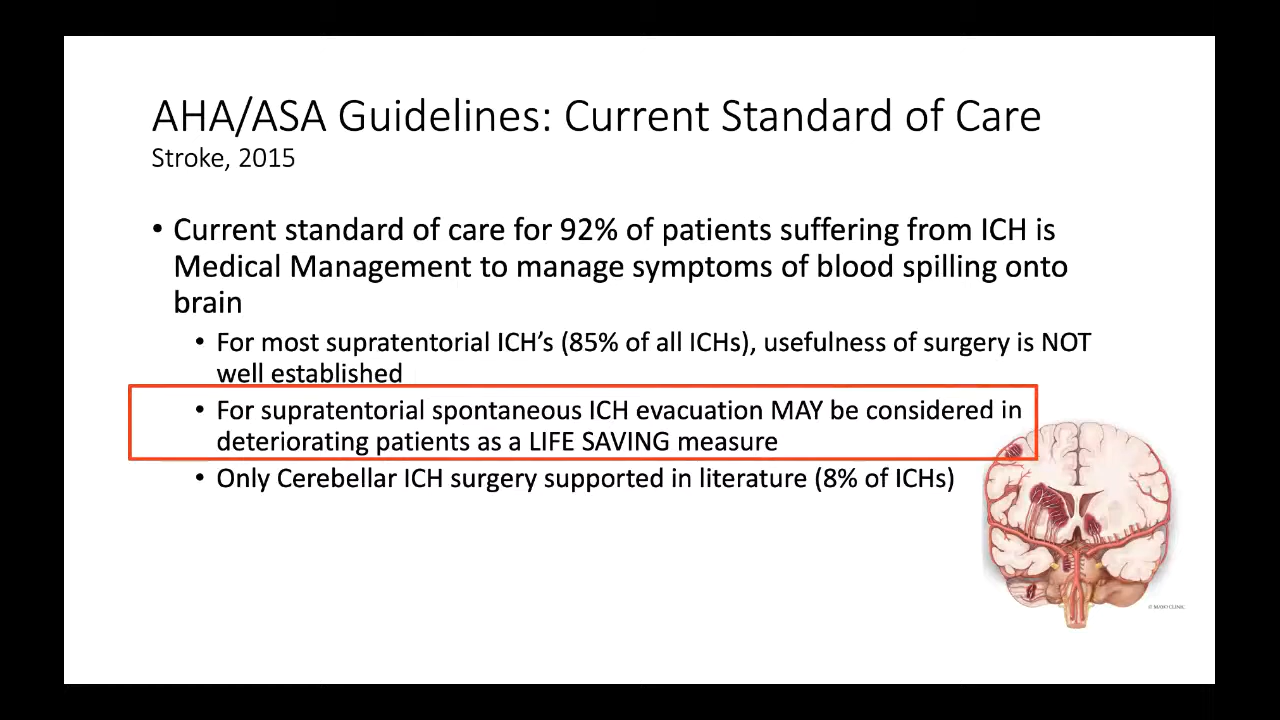 AHA/ASA Guidelines: Current Standard of Care
Stroke, 2015
• Current standard of care for 92% of patients suffering from ICH is
Medical Management to manage symptoms of blood spilling onto
brain
• For most supratentorial ICH’s (85% of all ICHs), usefulness of surgery is NOT
well established
• For supratentorial spontaneous ICH evacuation MAY be considered in
deteriorating patients as a LIFE SAVING measure
• Only Cerebellar ICH surgery supported in literature (8% of ICHs)
© MAYO CLINIC